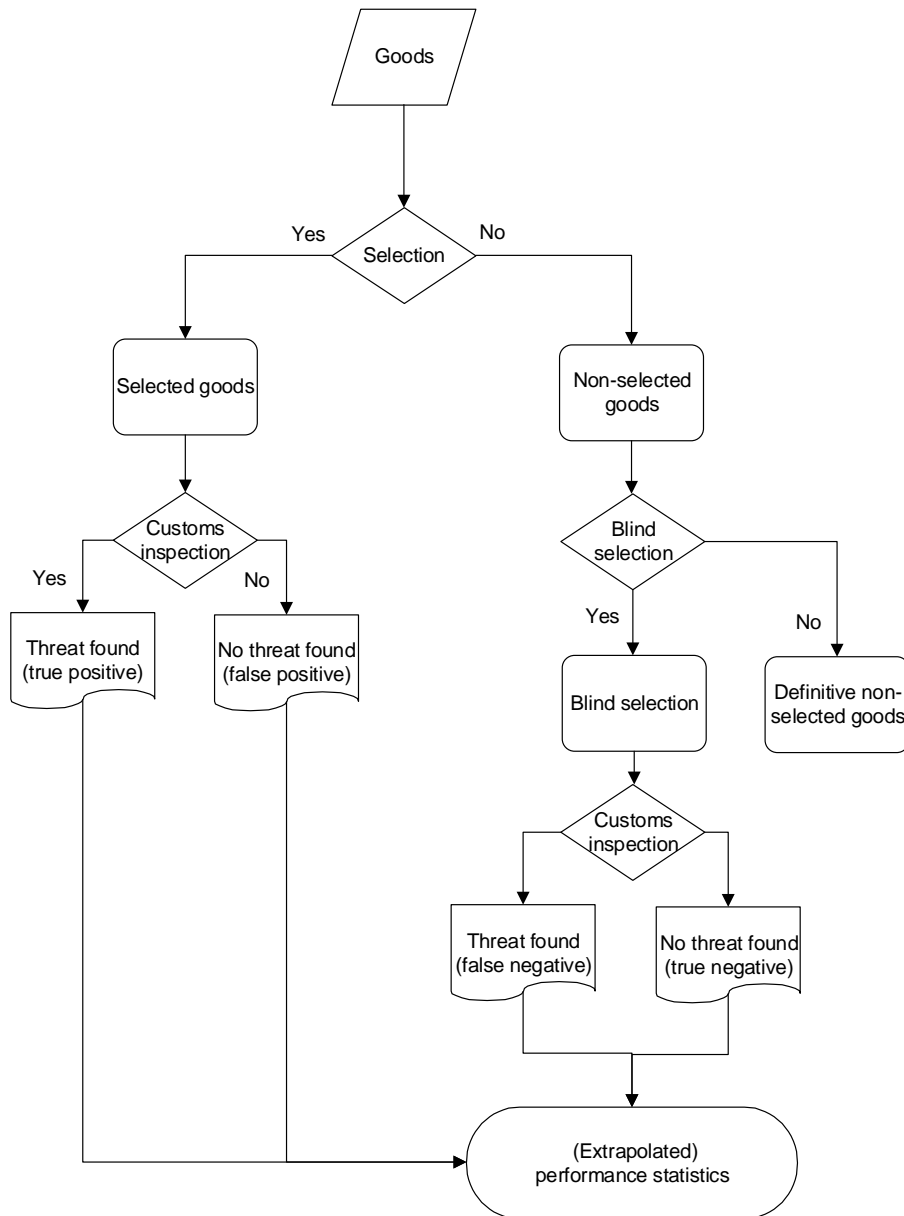 Goods
Yes
No
Selection
Selected goods
Non-selected
goods
Customs
inspection
Blind
selection
Yes
No
Yes
No
Threat found
(true positive)
No threat found
(false positive)
Blind selection
Definitive non-
selected goods
Customs
inspection
Threat found
(false negative)
No threat found
(true negative)
(Extrapolated)
performance statistics